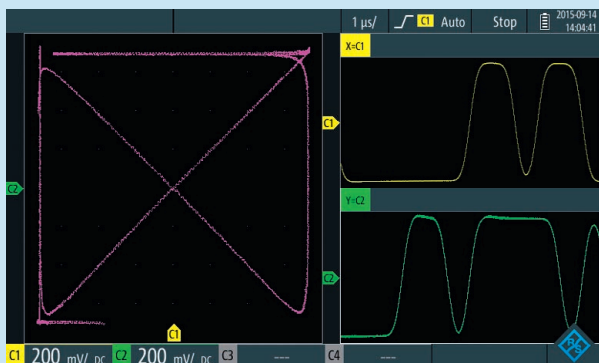 1 µs/ C1 Auto Stop 2015-09-14
14:04:41
X=C1
C1
C2
Y=C2
C2
C1
C1 200 mV/ DC C2 200 mV/ DC C3 --- C4 ---
R&S